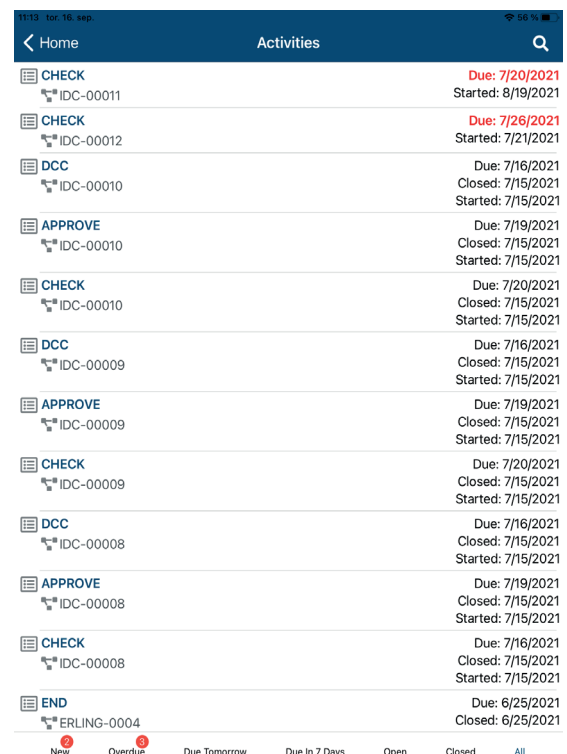 11:13 tor. 16. sep.
56 %
Home
Activities
CHECK
Due: 7/20/2021
IDC-00011
Started: 8/19/2021
CHECK
Due: 7/26/2021
IDC-00012
Started: 7/21/2021
DCC
Due: 7/16/2021
IDC-00010
Closed: 7/15/2021
Started: 7/15/2021
APPROVE
Due: 7/19/2021
IDC-00010
Closed: 7/15/2021
Started: 7/15/2021
CHECK
Due: 7/20/2021
IDC-00010
Closed: 7/15/2021
Started: 7/15/2021
DCC
Due: 7/16/2021
IDC-00009
Closed: 7/15/2021
Started: 7/15/2021
APPROVE
Due: 7/19/2021
IDC-00009
Closed: 7/15/2021
Started: 7/15/2021
CHECK
Due: 7/20/2021
IDC-00009
Closed: 7/15/2021
Started: 7/15/2021
DCC
Due: 7/16/2021
IDC-00008
Closed: 7/15/2021
Started: 7/15/2021
APPROVE
Due: 7/19/2021
IDC-00008
Closed: 7/15/2021
Started: 7/15/2021
CHECK
Due: 7/16/2021
IDC-00008
Closed: 7/15/2021
Started: 7/15/2021
END
Due: 6/25/2021
ERLING-0004
Closed: 6/25/2021
2 3
New Overdue Due Tomorrow Due In 7 Days Open Closed All